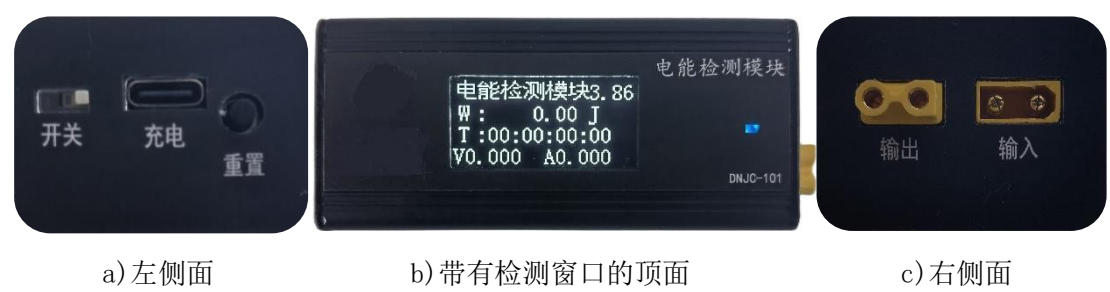 开关
充电
重置
电能检测模块
电能检测模块3.86
W: 0.00 J
T:00:00:00:00
V0.000 A0.000
DNJC-101
输出
输入
a)左侧面
b)带有检测窗口的顶面
c)右侧面